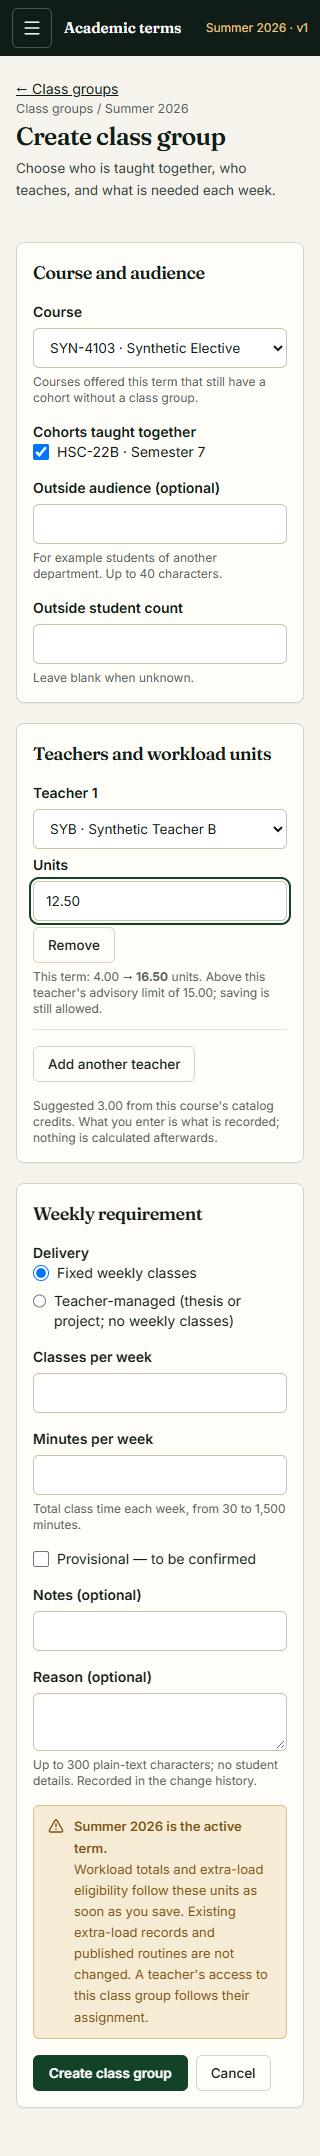 Academic terms
Summer 2026 · v1
← Class groups
Class groups / Summer 2026
Create class group
Choose who is taught together, who
teaches, and what is needed each week.
Course and audience
Course
SYN-4103 · Synthetic Elective
Courses offered this term that still have a
cohort without a class group.
Cohorts taught together
HSC-22B · Semester 7
Outside audience (optional)
For example students of another
department. Up to 40 characters.
Outside student count
Leave blank when unknown.
Teachers and workload units
Teacher 1
SYB · Synthetic Teacher B
Units
12.50
Remove
This term: 4.00 → 16.50 units. Above this
teacher's advisory limit of 15.00; saving is
still allowed.
Add another teacher
Suggested 3.00 from this course's catalog
credits. What you enter is what is recorded;
nothing is calculated afterwards.
Weekly requirement
Delivery
Fixed weekly classes
Teacher-managed (thesis or
project; no weekly classes)
Classes per week
Minutes per week
Total class time each week, from 30 to 1,500
minutes.
Provisional — to be confirmed
Notes (optional)
Reason (optional)
Up to 300 plain-text characters; no student
details. Recorded in the change history.
Summer 2026 is the active
term.
Workload totals and extra-load
eligibility follow these units as
soon as you save. Existing
extra-load records and
published routines are not
changed. A teacher's access to
this class group follows their
assignment.
Create class group
Cancel